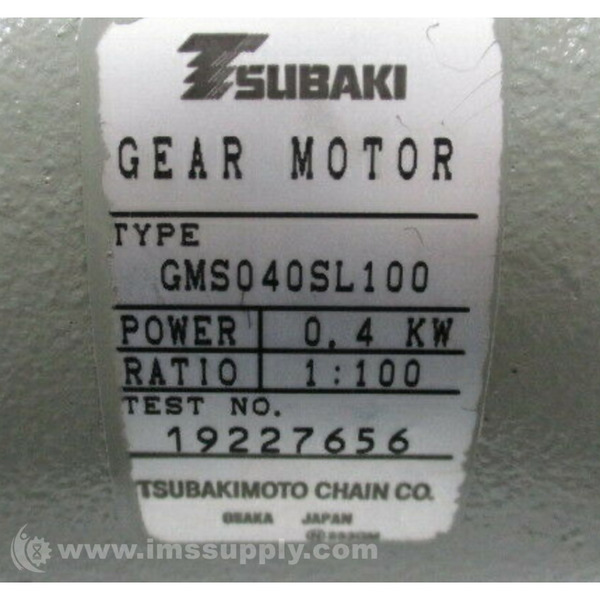 TSUBAKI
GEAR MOTOR
TYPE
GMS040SL100
POWER 0.4 KW
RATIO 1:100
TEST NO.
19227656
TSUBAKIMOTO CHAIN CO.
OSAKA JAPAN
www.imssupply.com/